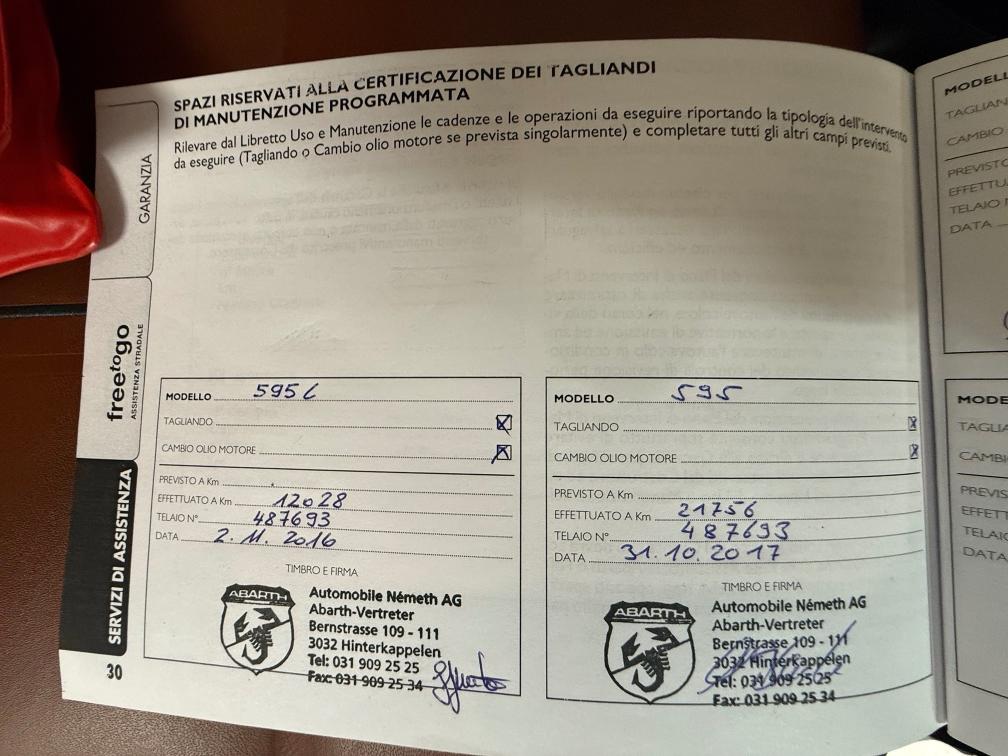 SPAZI RISERVATI ALLA CERTIFICAZIONE DEI TAGLIANDI
DI MANUTENZIONE PROGRAMMATA
Rilevare dal Libretto Uso e Manutenzione le cadenze e le operazioni da eseguire riportando la tipologia dell'intervento
da eseguire (Tagliando o Cambio olio motore se prevista singolarmente) e completare tutti gli altri campi previsti.
GARANZIA
freetogo
ASSISTENZA STRADALE
SERVIZI DI ASSISTENZA
30
MODELLO 595C
TAGLIANDO
CAMBIO OLIO MOTORE
PREVISTO A Km
EFFETTUATO A Km 12028
TELAIO N° 487693
DATA 2.11.2016
TIMBRO E FIRMA
ABARTH
Automobile Németh AG
Abarth-Vertreter
Bernstrasse 109 - 111
3032 Hinterkappelen
Tel: 031 909 25 25
Fax: 031 909 25 34
MODELLO 595
TAGLIANDO
CAMBIO OLIO MOTORE
PREVISTO A Km
EFFETTUATO A Km 21756
TELAIO N° 487693
DATA 31.10.2017
TIMBRO E FIRMA
ABARTH
Automobile Németh AG
Abarth-Vertreter
Bernstrasse 109 - 111
3032 Hinterkappelen
Tel: 031 909 25 25
Fax: 031 909 25 34
MODELL
TAGLIAN
CAMBIO
PREVISTO
EFFETTUA
TELAIO N
DATA
MODE
TAGLIA
CAMBI
PREVIS
EFFETT
TELAIO
DATA